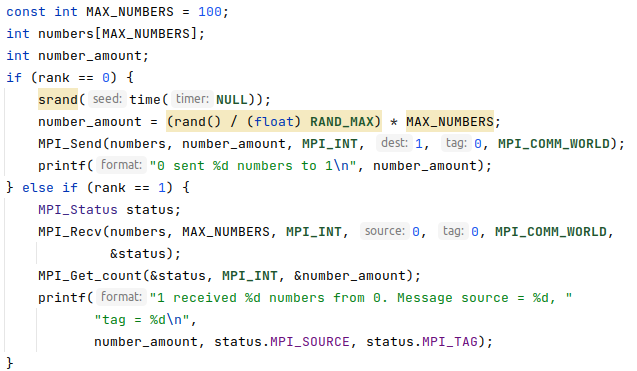 const int MAX_NUMBERS = 100;
int numbers[MAX_NUMBERS];
int number_amount;
if (rank == 0) {
    srand( seed: time( timer: NULL));
    number_amount = (rand() / (float) RAND_MAX) * MAX_NUMBERS;
    MPI_Send(numbers, number_amount, MPI_INT, dest: 1, tag: 0, MPI_COMM_WORLD);
    printf( format: "0 sent %d numbers to 1\n", number_amount);
} else if (rank == 1) {
    MPI_Status status;
    MPI_Recv(numbers, MAX_NUMBERS, MPI_INT, source: 0, tag: 0, MPI_COMM_WORLD,
             &status);
    MPI_Get_count(&status, MPI_INT, &number_amount);
    printf( format: "1 received %d numbers from 0. Message source = %d, "
           "tag = %d\n",
           number_amount, status.MPI_SOURCE, status.MPI_TAG);
}